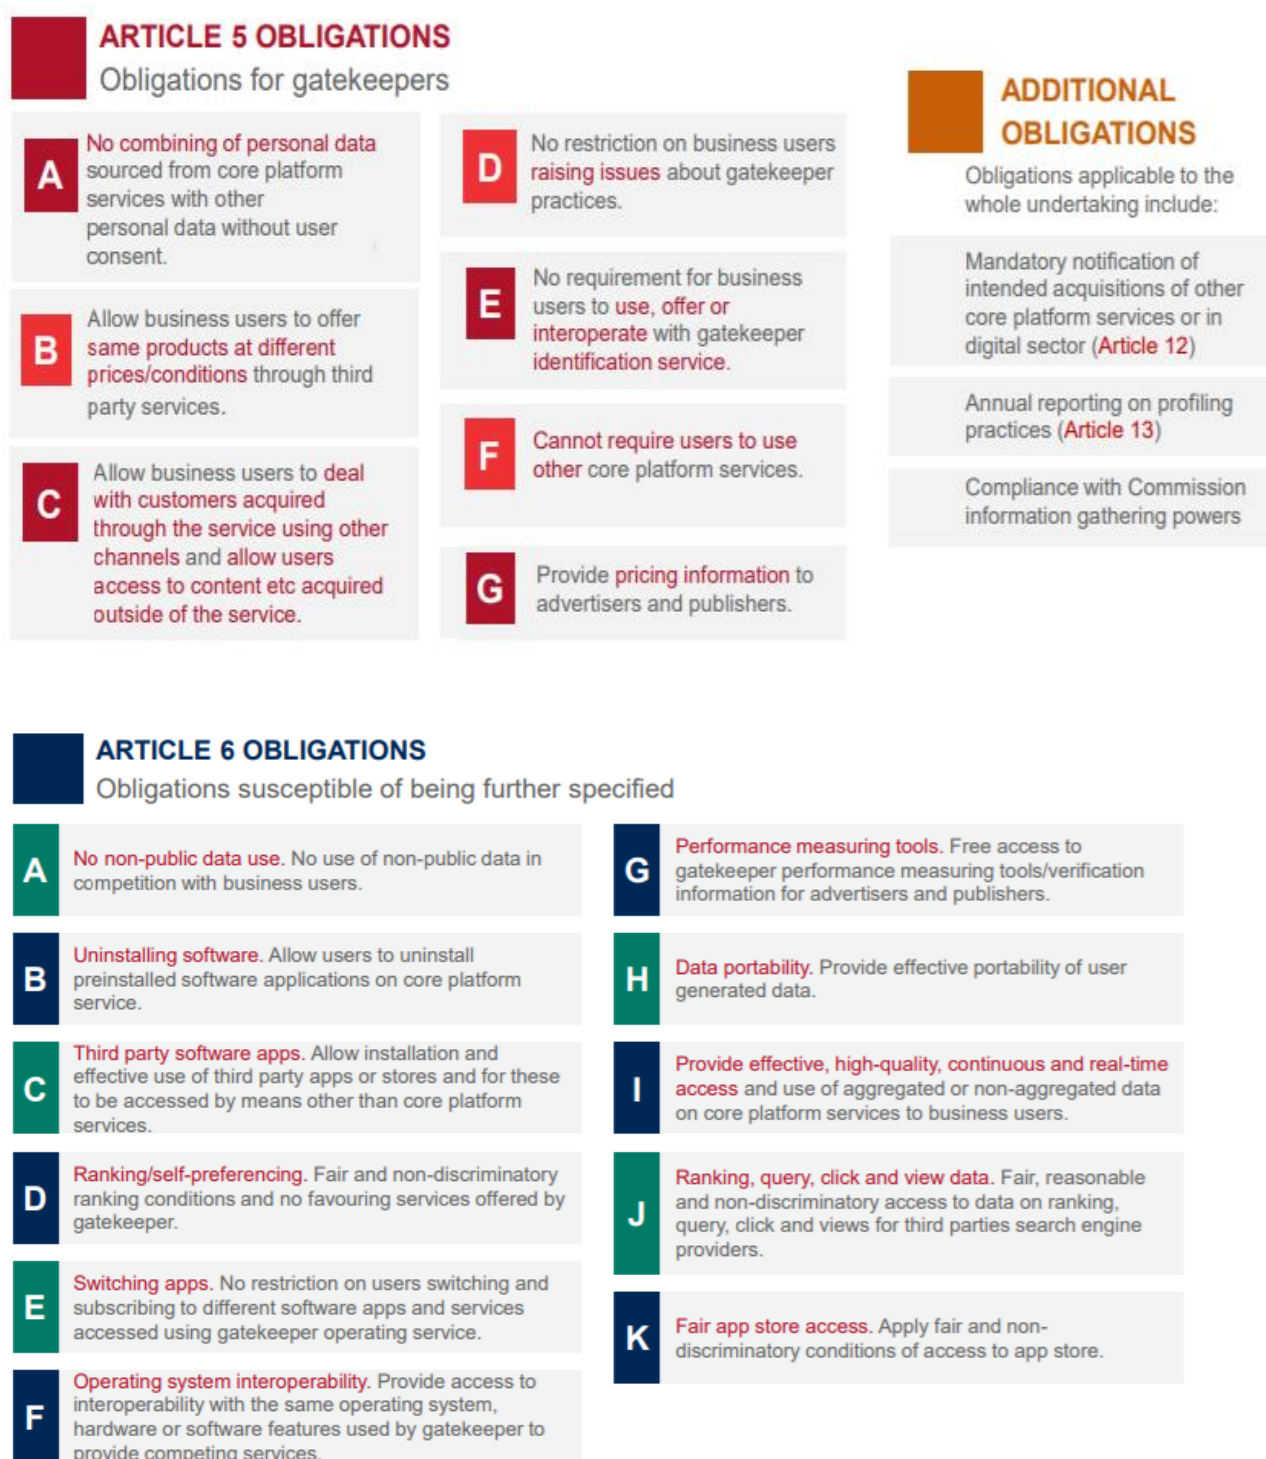 ARTICLE 5 OBLIGATIONS
Obligations for gatekeepers
A
No combining of personal data
sourced from core platform
services with other
personal data without user
consent.
B
Allow business users to offer
same products at different
prices/conditions through third
party services.
C
Allow business users to deal
with customers acquired
through the service using other
channels and allow users
access to content etc acquired
outside of the service.
D
No restriction on business users
raising issues about gatekeeper
practices.
E
No requirement for business
users to use, offer or
interoperate with gatekeeper
identification service.
F
Cannot require users to use
other core platform services.
G
Provide pricing information to
advertisers and publishers.
ADDITIONAL
OBLIGATIONS
Obligations applicable to the
whole undertaking include:
Mandatory notification of
intended acquisitions of other
core platform services or in
digital sector (Article 12)
Annual reporting on profiling
practices (Article 13)
Compliance with Commission
information gathering powers
ARTICLE 6 OBLIGATIONS
Obligations susceptible of being further specified
A
No non-public data use. No use of non-public data in
competition with business users.
B
Uninstalling software. Allow users to uninstall
preinstalled software applications on core platform
service.
C
Third party software apps. Allow installation and
effective use of third party apps or stores and for these
to be accessed by means other than core platform
services.
D
Ranking/self-preferencing. Fair and non-discriminatory
ranking conditions and no favouring services offered by
gatekeeper.
E
Switching apps. No restriction on users switching and
subscribing to different software apps and services
accessed using gatekeeper operating service.
F
Operating system interoperability. Provide access to
interoperability with the same operating system,
hardware or software features used by gatekeeper to
provide competing services.
G
Performance measuring tools. Free access to
gatekeeper performance measuring tools/verification
information for advertisers and publishers.
H
Data portability. Provide effective portability of user
generated data.
I
Provide effective, high-quality, continuous and real-time
access and use of aggregated or non-aggregated data
on core platform services to business users.
J
Ranking, query, click and view data. Fair, reasonable
and non-discriminatory access to data on ranking,
query, click and views for third parties search engine
providers.
K
Fair app store access. Apply fair and non-
discriminatory conditions of access to app store.